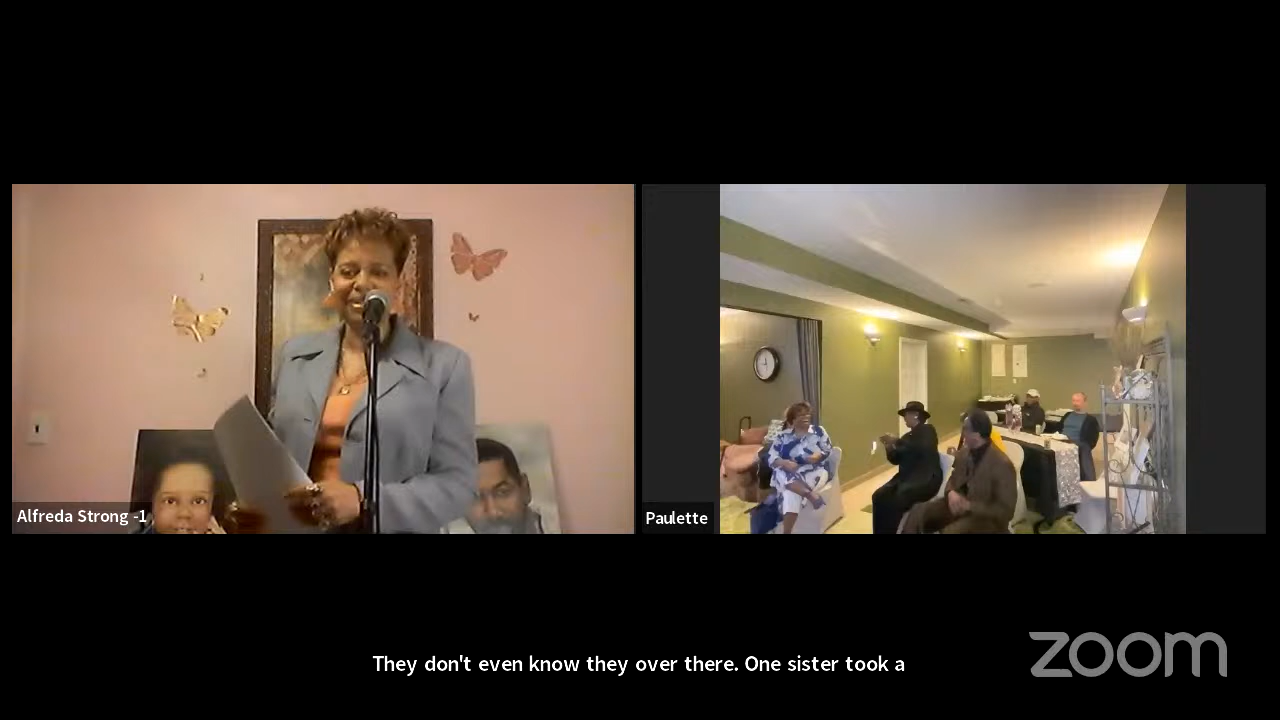 Alfreda Strong -1
Paulette
They don't even know they over there. One sister took a
zoom